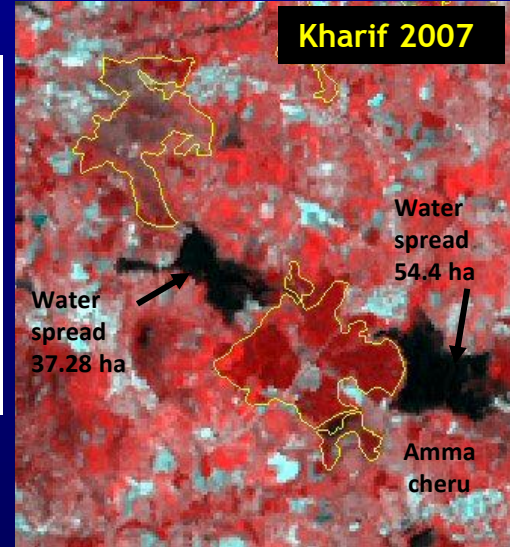 Kharif 2007
Water
spread
54.4 ha
Water
spread
37.28 ha
Amma
cheru